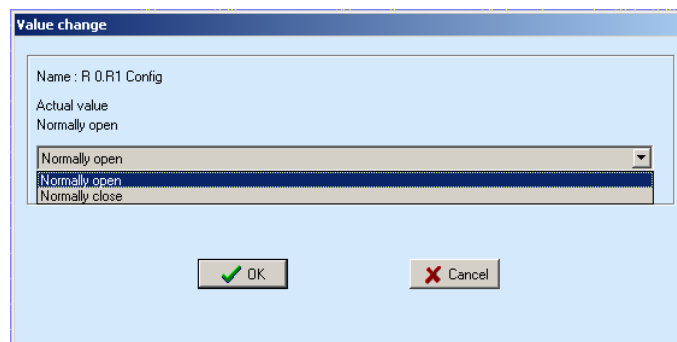 Value change
Name : R 0.R1 Config
Actual value
Normally open
Normally open
Normally open
Normally close
OK
Cancel